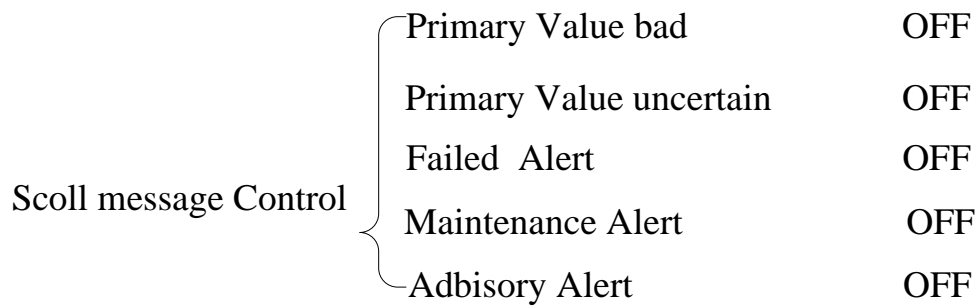 Primary Value bad OFF
Primary Value uncertain OFF
Failed Alert OFF
Scoll message Control
Maintenance Alert OFF
Adbisory Alert OFF